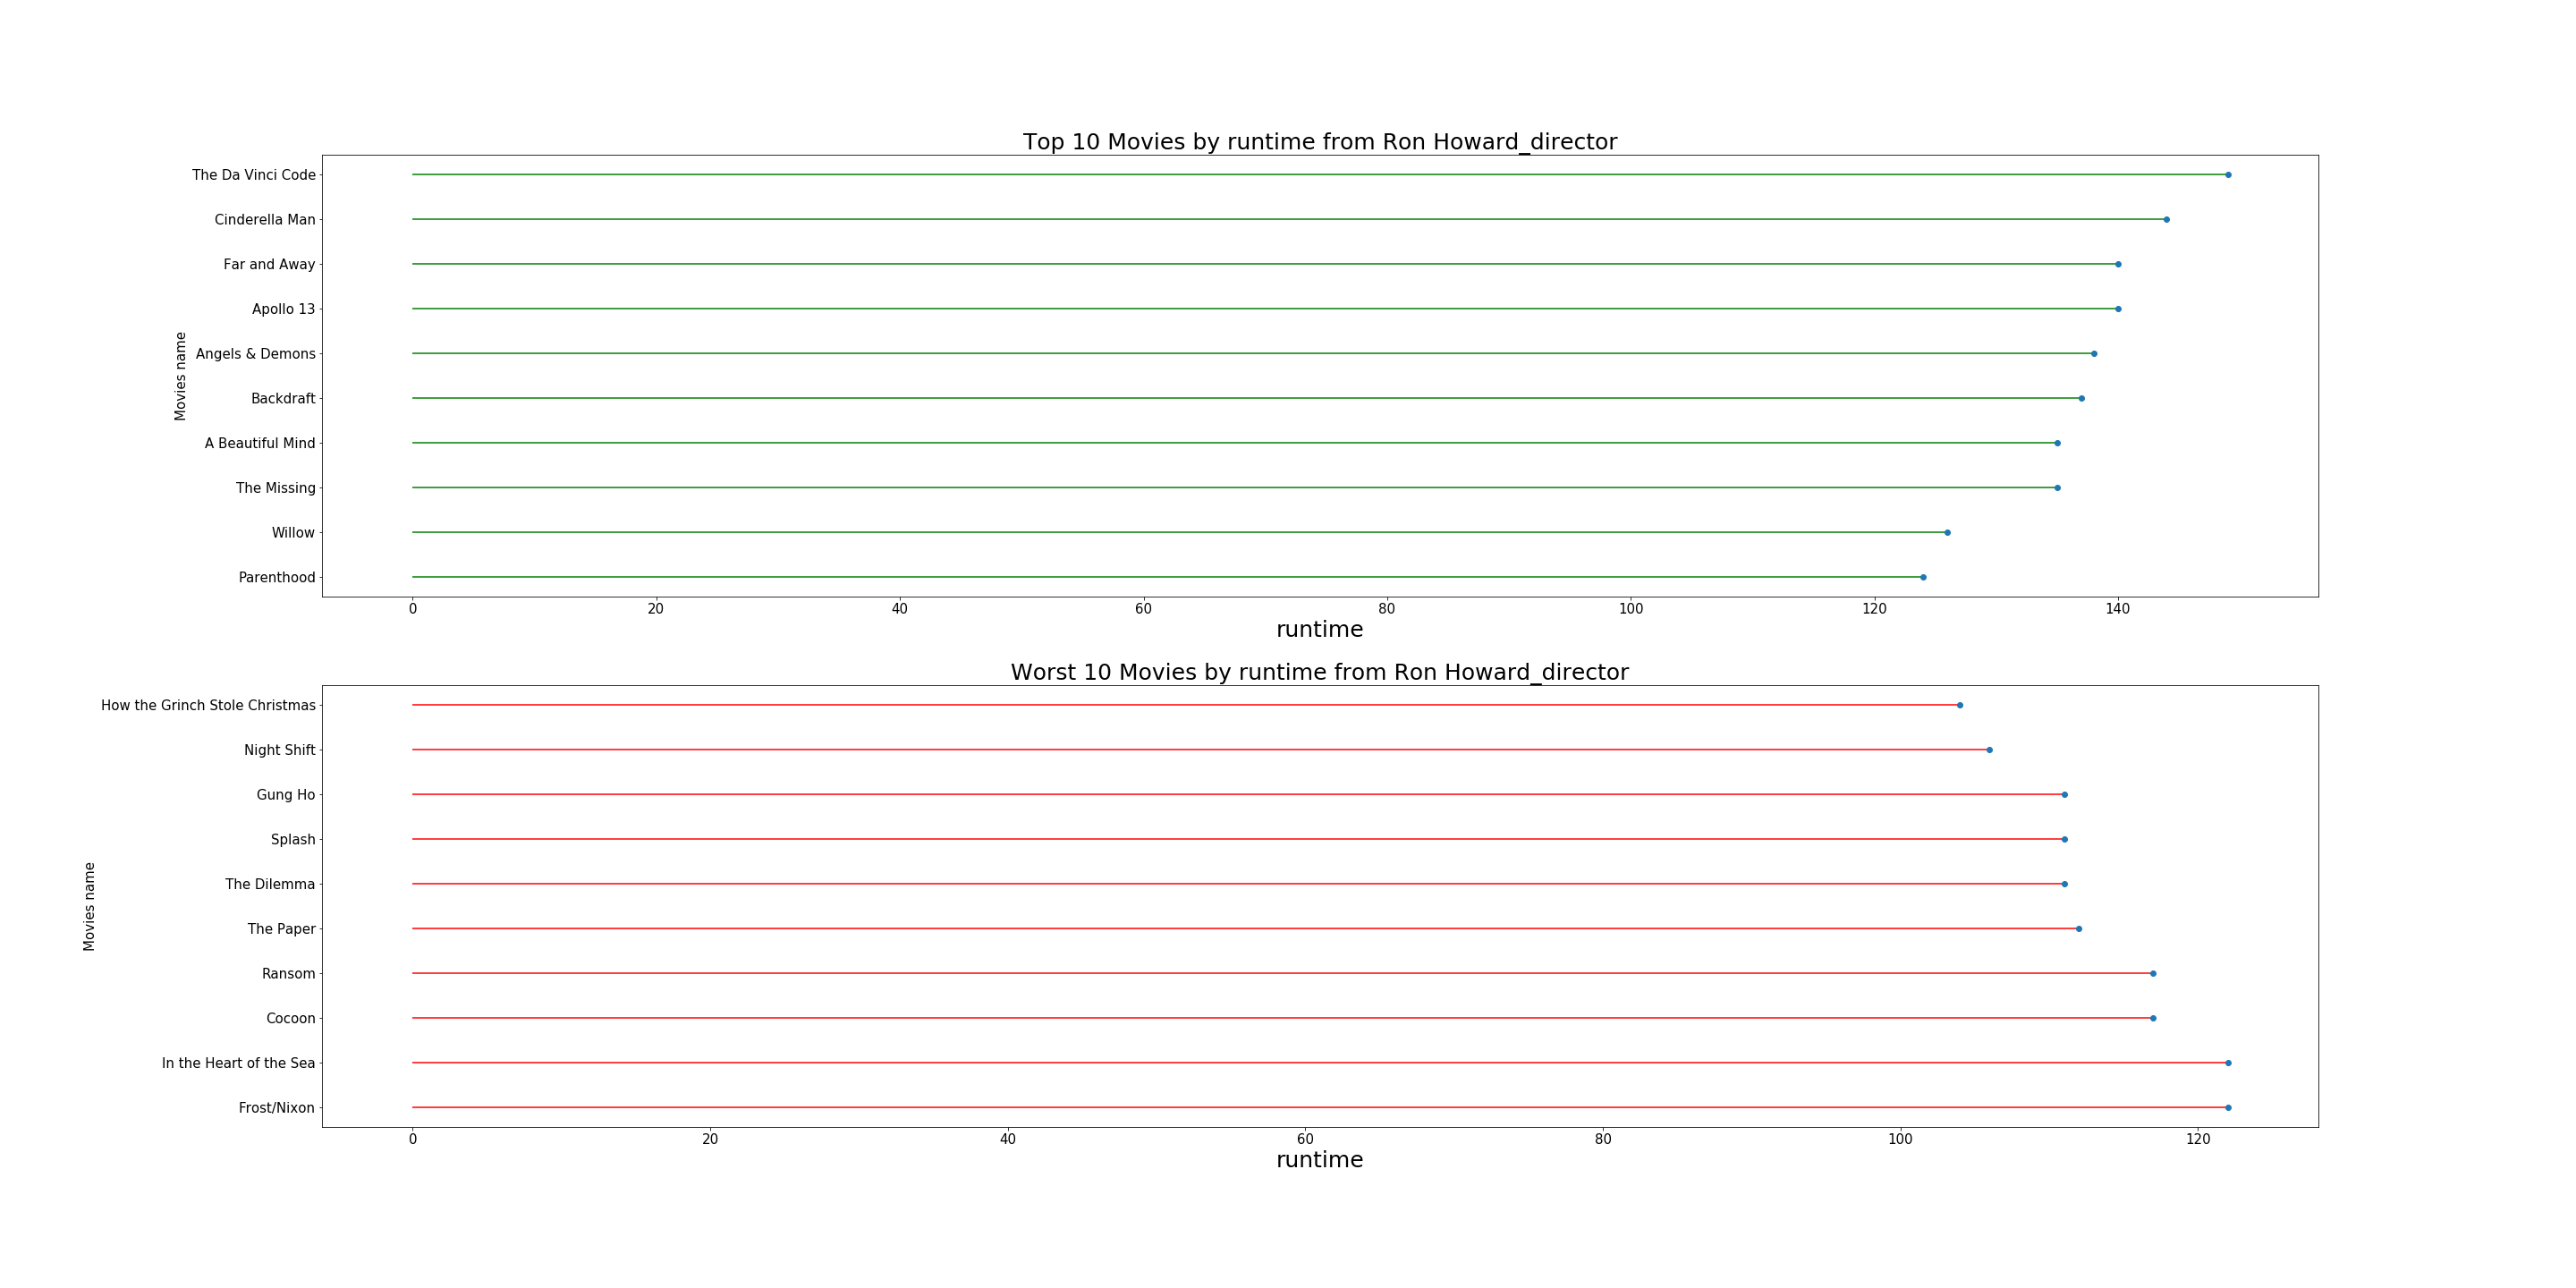 Top 10 Movies by runtime from Ron Howard_director
Movies name
The Da Vinci Code
Cinderella Man
Far and Away
Apollo 13
Angels & Demons
Backdraft
A Beautiful Mind
The Missing
Willow
Parenthood
0 20 40 60 80 100 120 140
runtime
Worst 10 Movies by runtime from Ron Howard_director
Movies name
How the Grinch Stole Christmas
Night Shift
Gung Ho
Splash
The Dilemma
The Paper
Ransom
Cocoon
In the Heart of the Sea
Frost/Nixon
0 20 40 60 80 100 120
runtime